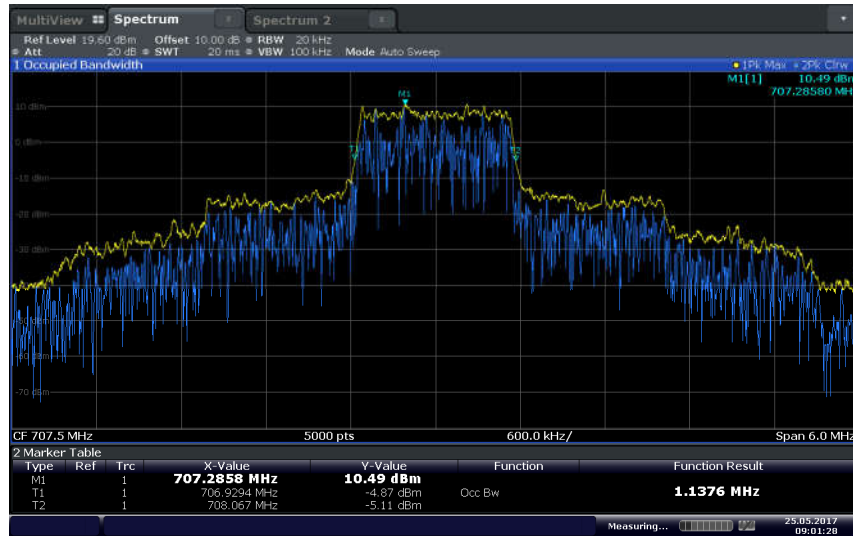 MultiView Spectrum x Spectrum 2 x
Ref Level 19.60 dBm Offset 10.00 dB RBW 20 kHz
Att 20 dB SWT 20 ms VBW 100 kHz Mode Auto Sweep
1 Occupied Bandwidth 1Pk Max 2Pk Clrw
M1[1] 10.49 dBm
707.28580 MH
M1
10 dBm
0 dBm
T1 T2
-10 dBm
-20 dBm
-30 dBm
-60 dBm
-70 dBm
CF 707.5 MHz 5000 pts 600.0 kHz/ Span 6.0 MHz
2 Marker Table
Type Ref Trc X-Value Y-Value Function Function Result
M1 1 707.2858 MHz 10.49 dBm
T1 1 706.9294 MHz -4.87 dBm Occ Bw 1.1376 MHz
T2 1 708.067 MHz -5.11 dBm
Measuring... 25.05.2017
09:01:28